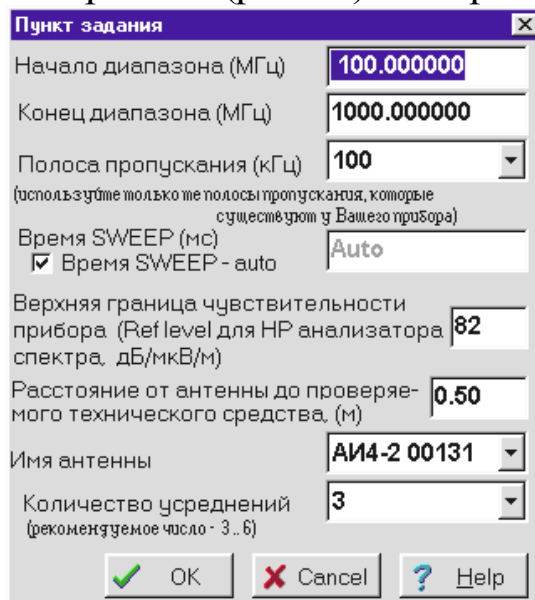 Пункт задания
Начало диапазона (МГц) 100.000000
Конец диапазона (МГц) 1000.000000
Полоса пропускания (кГц) 100
(используйте только те полосы пропускания, которые
существуют у Вашего прибора)
Время SWEEP (мс)
Время SWEEP - auto Auto
Верхняя граница чувствительности
прибора (Ref level для HP анализатора 82
спектра, дБ/мкВ/м)
Расстояние от антенны до проверяе- 0.50
мого технического средства, (м)
Имя антенны АИ4-2 00131
Количество усреднений 3
(рекомендуемое число - 3..6)
OK Cancel ? Help